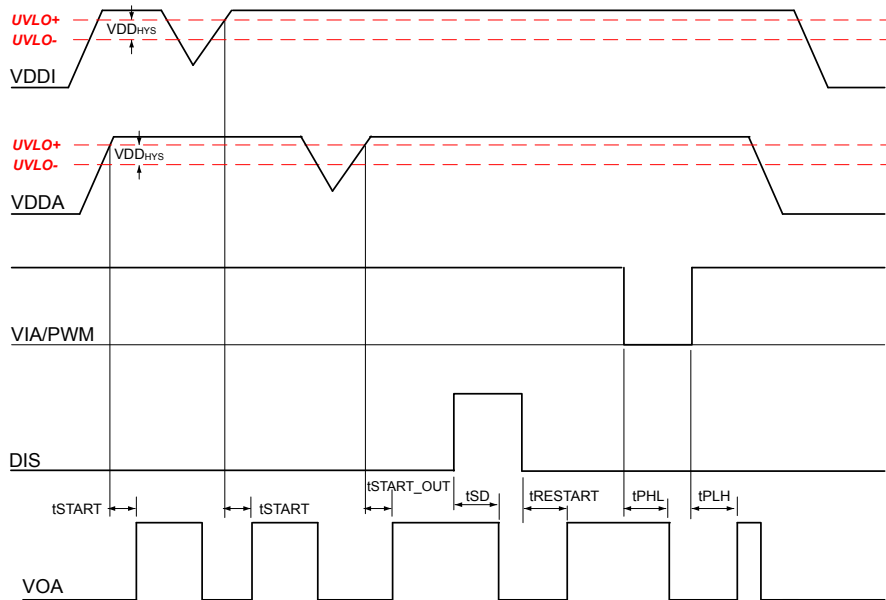 UVLO+
VDDHYS
UVLO-
VDDI
UVLO+
VDDHYS
UVLO-
VDDA
VIA/PWM
DIS
tSTART
tSTART
tSTART_OUT
tSD
tRESTART
tPHL
tPLH
VOA